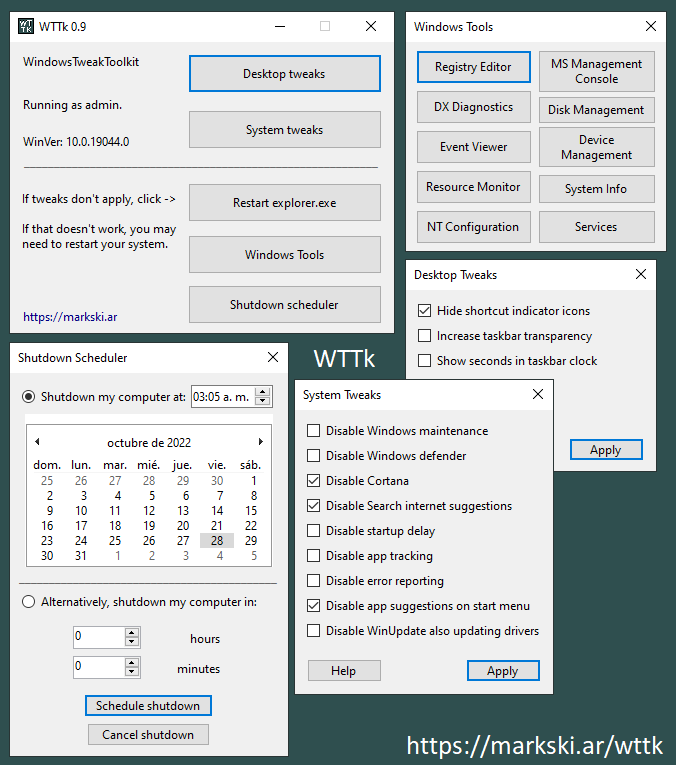 WT
TK
WTTk 0.9
WindowsTweakToolkit
Desktop tweaks
Running as admin.
System tweaks
WinVer: 10.0.19044.0
If tweaks don't apply, click ->
Restart explorer.exe
If that doesn't work, you may
need to restart your system.
Windows Tools
Shutdown scheduler
https://markski.ar
Windows Tools
Registry Editor
MS Management
Console
DX Diagnostics
Disk Management
Event Viewer
Device
Management
Resource Monitor
System Info
NT Configuration
Services
Desktop Tweaks
Hide shortcut indicator icons
Increase taskbar transparency
Show seconds in taskbar clock
Apply
WTTk
Shutdown Scheduler
Shutdown my computer at: 03:05 a. m.
octubre de 2022
dom. lun. mar. mié. jue. vie. sáb.
25 26 27 28 29 30 1
2 3 4 5 6 7 8
9 10 11 12 13 14 15
16 17 18 19 20 21 22
23 24 25 26 27 28 29
30 31 1 2 3 4 5
Alternatively, shutdown my computer in:
0 hours
0 minutes
Schedule shutdown
Cancel shutdown
System Tweaks
Disable Windows maintenance
Disable Windows defender
Disable Cortana
Disable Search internet suggestions
Disable startup delay
Disable app tracking
Disable error reporting
Disable app suggestions on start menu
Disable WinUpdate also updating drivers
Help
Apply
https://markski.ar/wttk